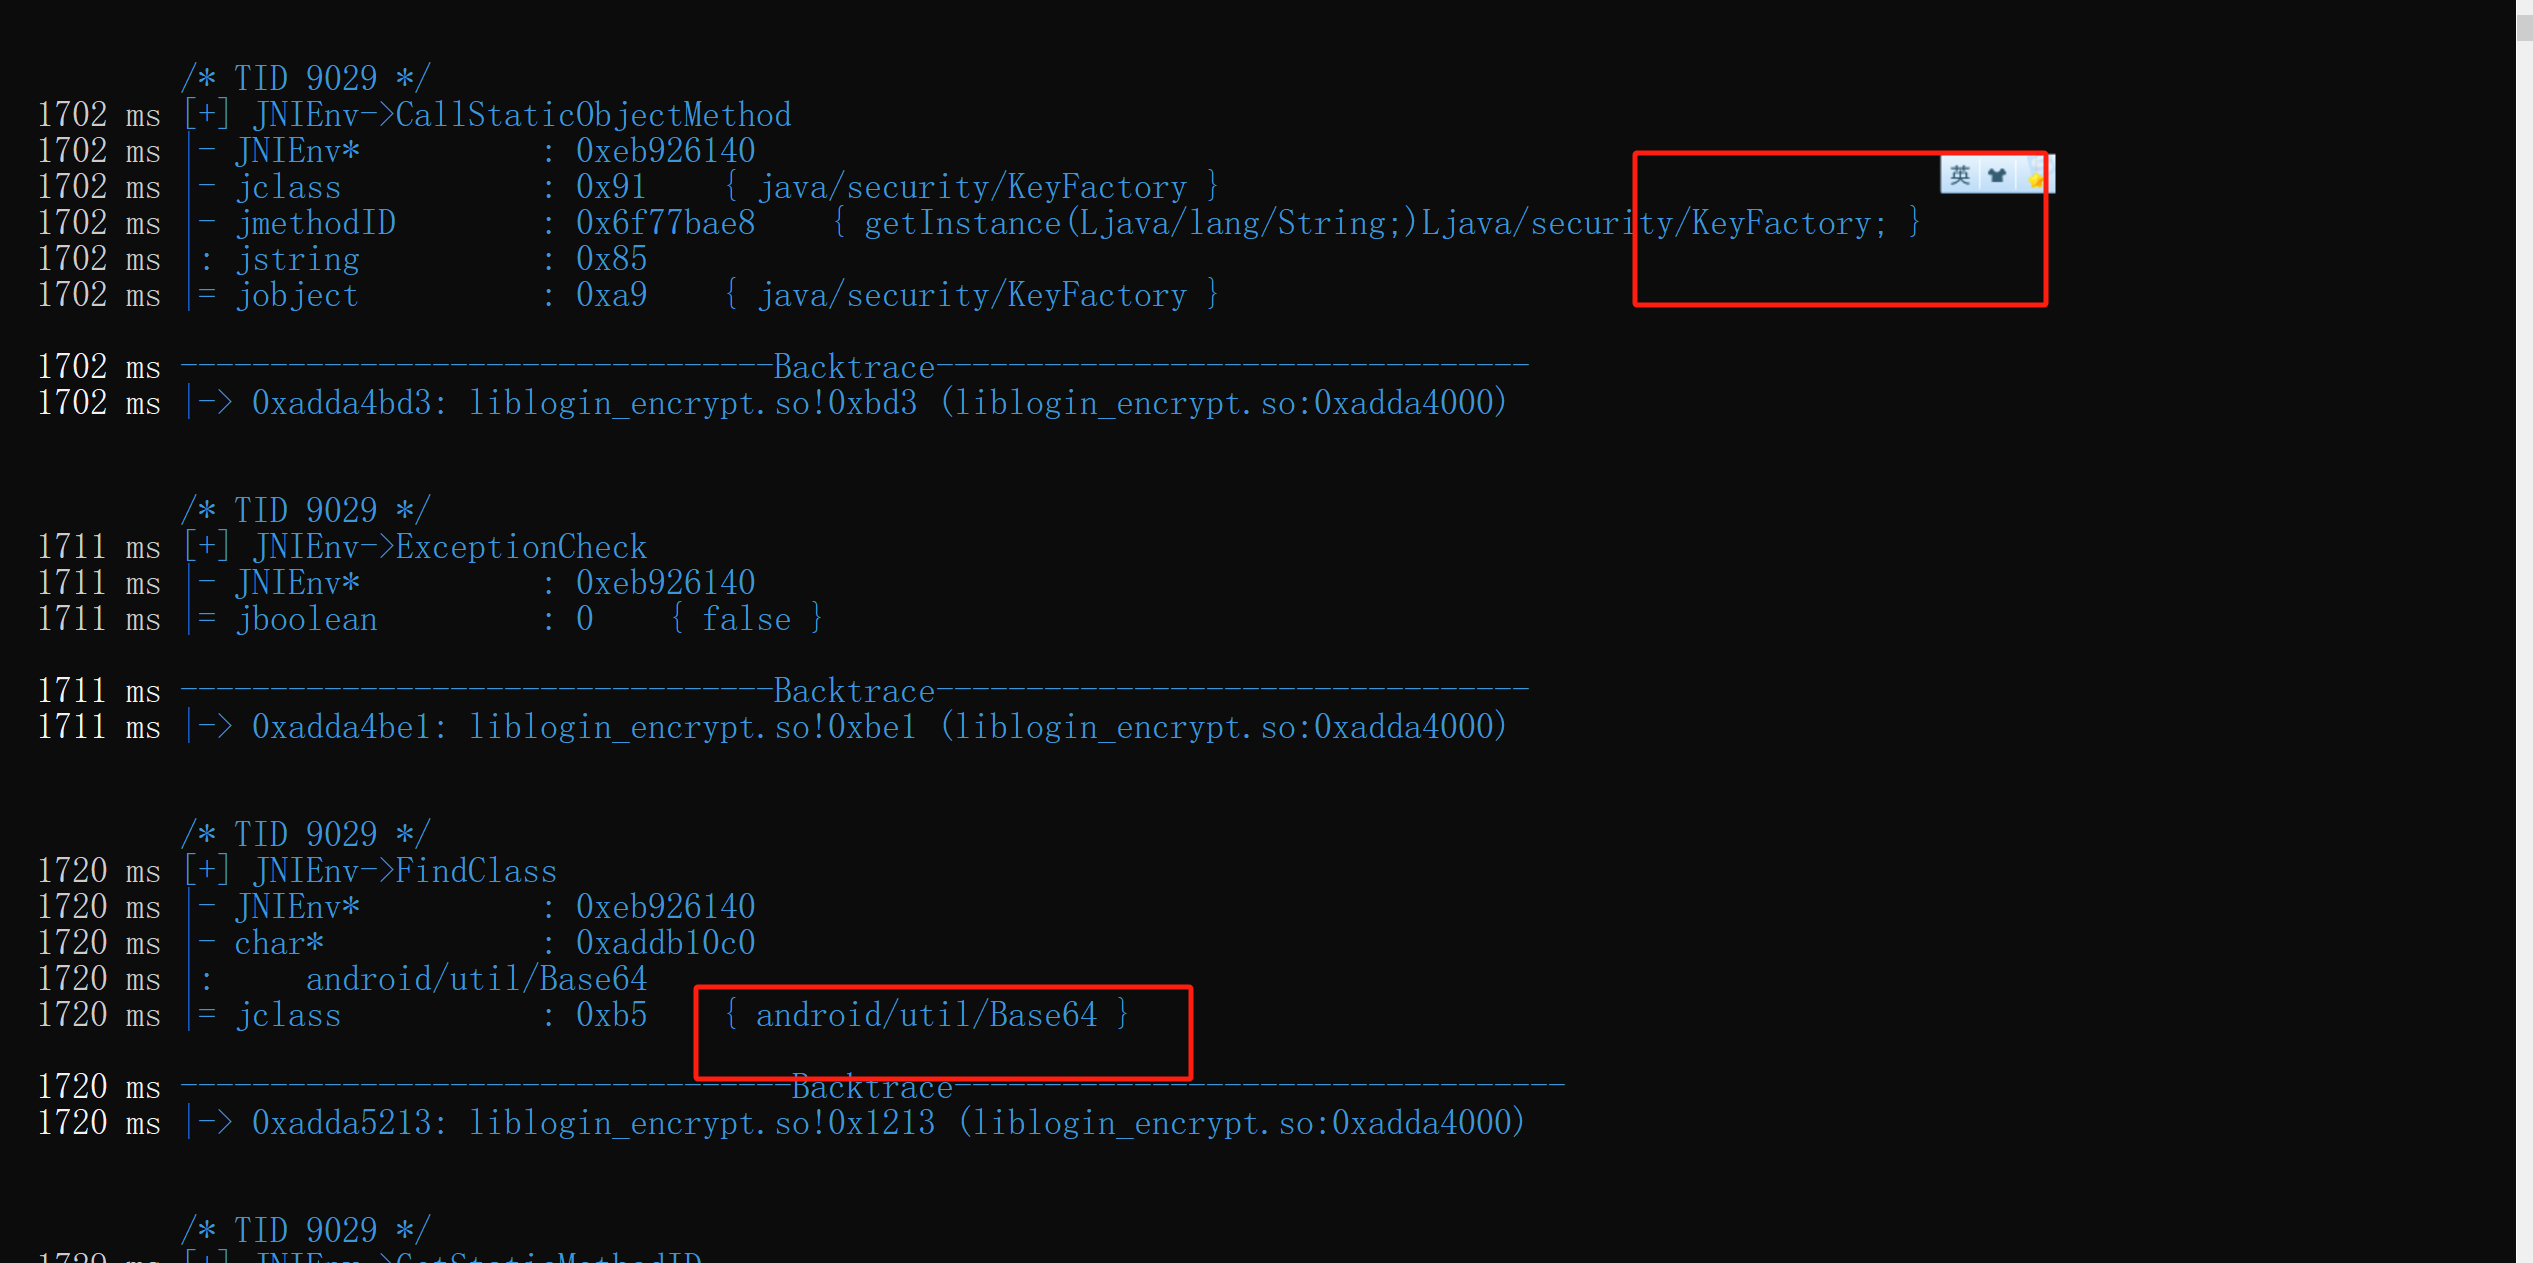 /* TID 9029 */
1702 ms [+] JNIEnv->CallStaticObjectMethod
1702 ms |- JNIEnv* : 0xeb926140
英
1702 ms |- jclass : 0x91 { java/security/KeyFactory }
1702 ms |- jmethodID : 0x6f77bae8 { getInstance(Ljava/lang/String;)Ljava/security/KeyFactory; }
1702 ms |: jstring : 0x85
1702 ms |= jobject : 0xa9 { java/security/KeyFactory }
1702 ms ---------------------------------Backtrace---------------------------------
1702 ms |-> 0xadda4bd3: liblogin_encrypt.so!0xbd3 (liblogin_encrypt.so:0xadda4000)
/* TID 9029 */
1711 ms [+] JNIEnv->ExceptionCheck
1711 ms |- JNIEnv* : 0xeb926140
1711 ms |= jboolean : 0 { false }
1711 ms ---------------------------------Backtrace---------------------------------
1711 ms |-> 0xadda4be1: liblogin_encrypt.so!0xbe1 (liblogin_encrypt.so:0xadda4000)
/* TID 9029 */
1720 ms [+] JNIEnv->FindClass
1720 ms |- JNIEnv* : 0xeb926140
1720 ms |- char* : 0xaddb10c0
1720 ms |: android/util/Base64
1720 ms |= jclass : 0xb5 { android/util/Base64 }
1720 ms ----------------------------------Backtrace----------------------------------
1720 ms |-> 0xadda5213: liblogin_encrypt.so!0x1213 (liblogin_encrypt.so:0xadda4000)
/* TID 9029 */
ms [+] JNIEnv->GetStaticMethodID